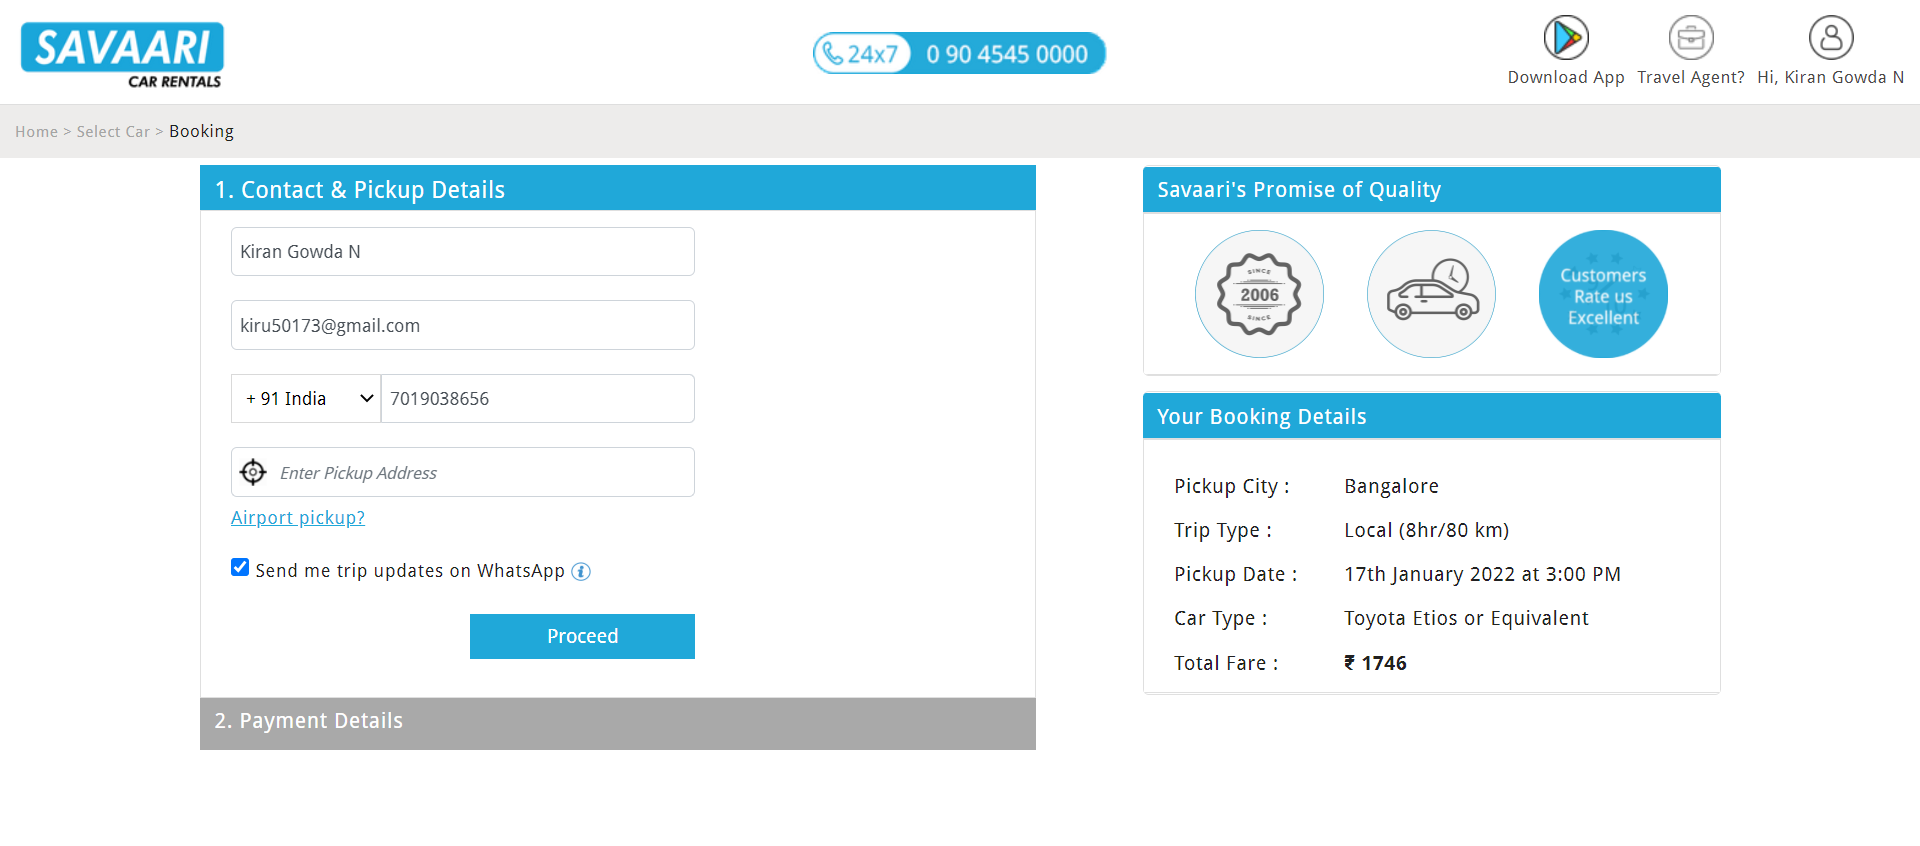 SAVAARI
CAR RENTALS
24x7 0 90 4545 0000
Download App
Travel Agent?
Hi, Kiran Gowda N
Home > Select Car > Booking
1. Contact & Pickup Details
Kiran Gowda N
kiru50173@gmail.com
+ 91 India 7019038656
Enter Pickup Address
Airport pickup?
Send me trip updates on WhatsApp i
Proceed
2. Payment Details
Savaari's Promise of Quality
SINCE
2006
SINCE
Customers
Rate us
Excellent
Your Booking Details
Pickup City : Bangalore
Trip Type : Local (8hr/80 km)
Pickup Date : 17th January 2022 at 3:00 PM
Car Type : Toyota Etios or Equivalent
Total Fare : ₹ 1746